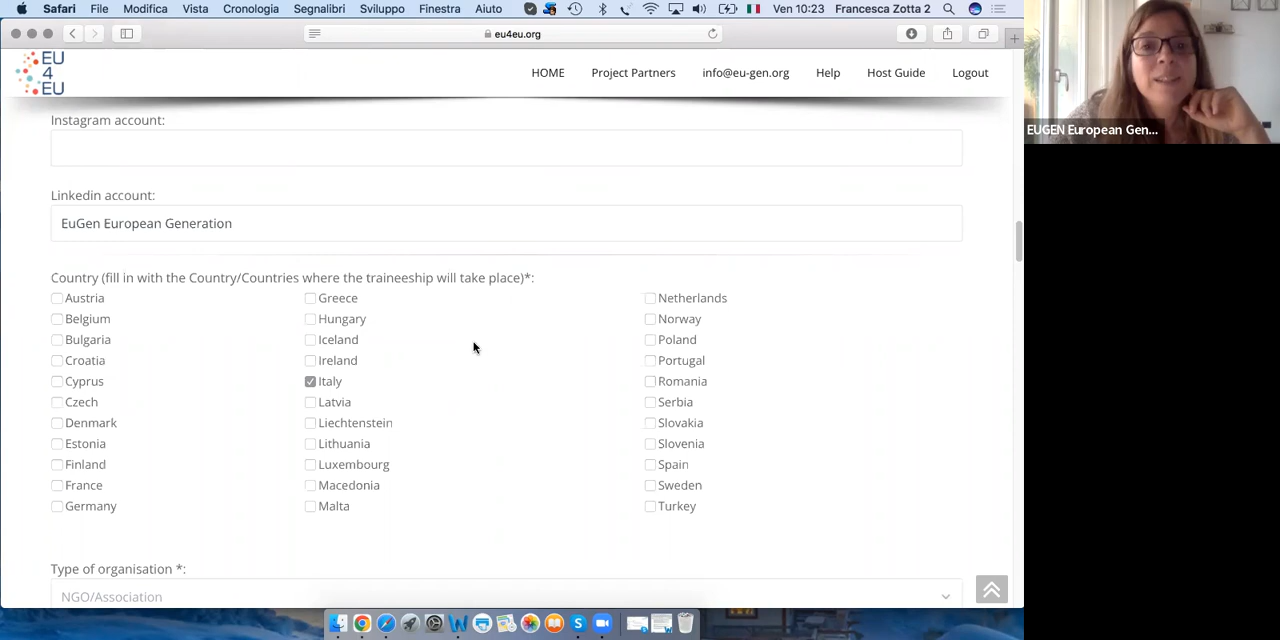 Safari File Modifica Vista Cronologia Segnalibri Sviluppo Finestra Aiuto Ven 10:23 Francesca Zotta 2
eu4eu.org
EU
4
EU
HOME Project Partners info@eu-gen.org Help Host Guide Logout
EUGEN European Gen...
Instagram account:
Linkedin account:
EuGen European Generation
Country (fill in with the Country/Countries where the traineeship will take place)*:
Austria Greece Netherlands
Belgium Hungary Norway
Bulgaria Iceland Poland
Croatia Ireland Portugal
Cyprus Italy Romania
Czech Latvia Serbia
Denmark Liechtenstein Slovakia
Estonia Lithuania Slovenia
Finland Luxembourg Spain
France Macedonia Sweden
Germany Malta Turkey
Type of organisation *:
NGO/Association